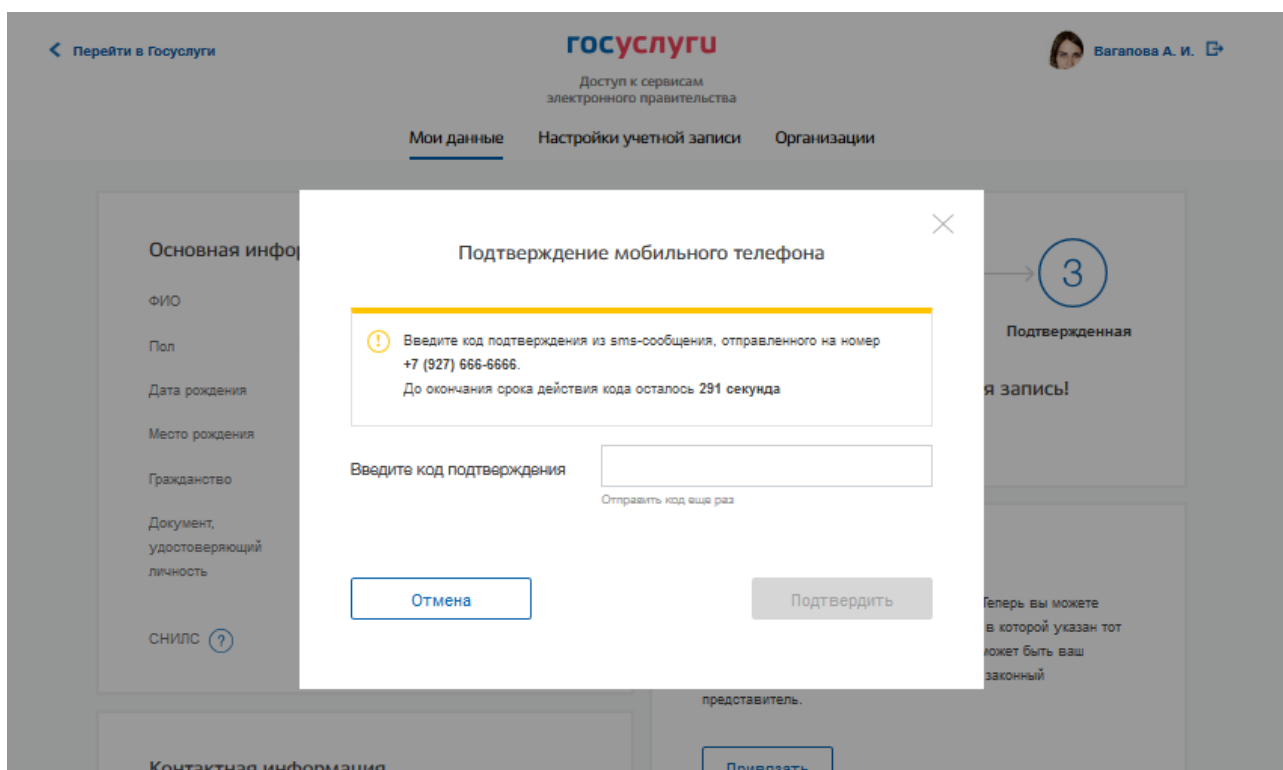 Перейти в Госуслуги
госуслуги
Вагапова А. И.
Доступ к сервисам
электронного правительства
Мои данные
Настройки учетной записи
Организации
Основная
ФИО
Пол
Дата рождения
Место рождения
Гражданство
Документ,
удостоверяющий
личность
СНИЛС ?
Подтверждение мобильного телефона
Введите код подтверждения из sms-сообщения, отправленного на номер
+7 (927) 666-6666.
До окончания срока действия кода осталось 291 секунда
Введите код подтверждения
Отправить код еще раз
Отмена
Подтвердить
3
Подтвержденная
я запись!
Теперь вы можете
в которой указан тот
может быть ваш
законный
представитель.
Контактная информация
Привязать